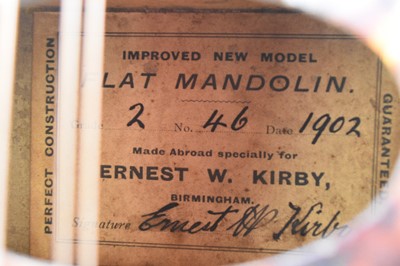 PERFECT CONSTRUCTION
IMPROVED NEW MODEL
FLAT MANDOLIN.
Grade 2 No. 46 Date 1902
Made Abroad specially for
ERNEST W. KIRBY,
BIRMINGHAM.
Signature Ernest W Kirby
GUARANTEED